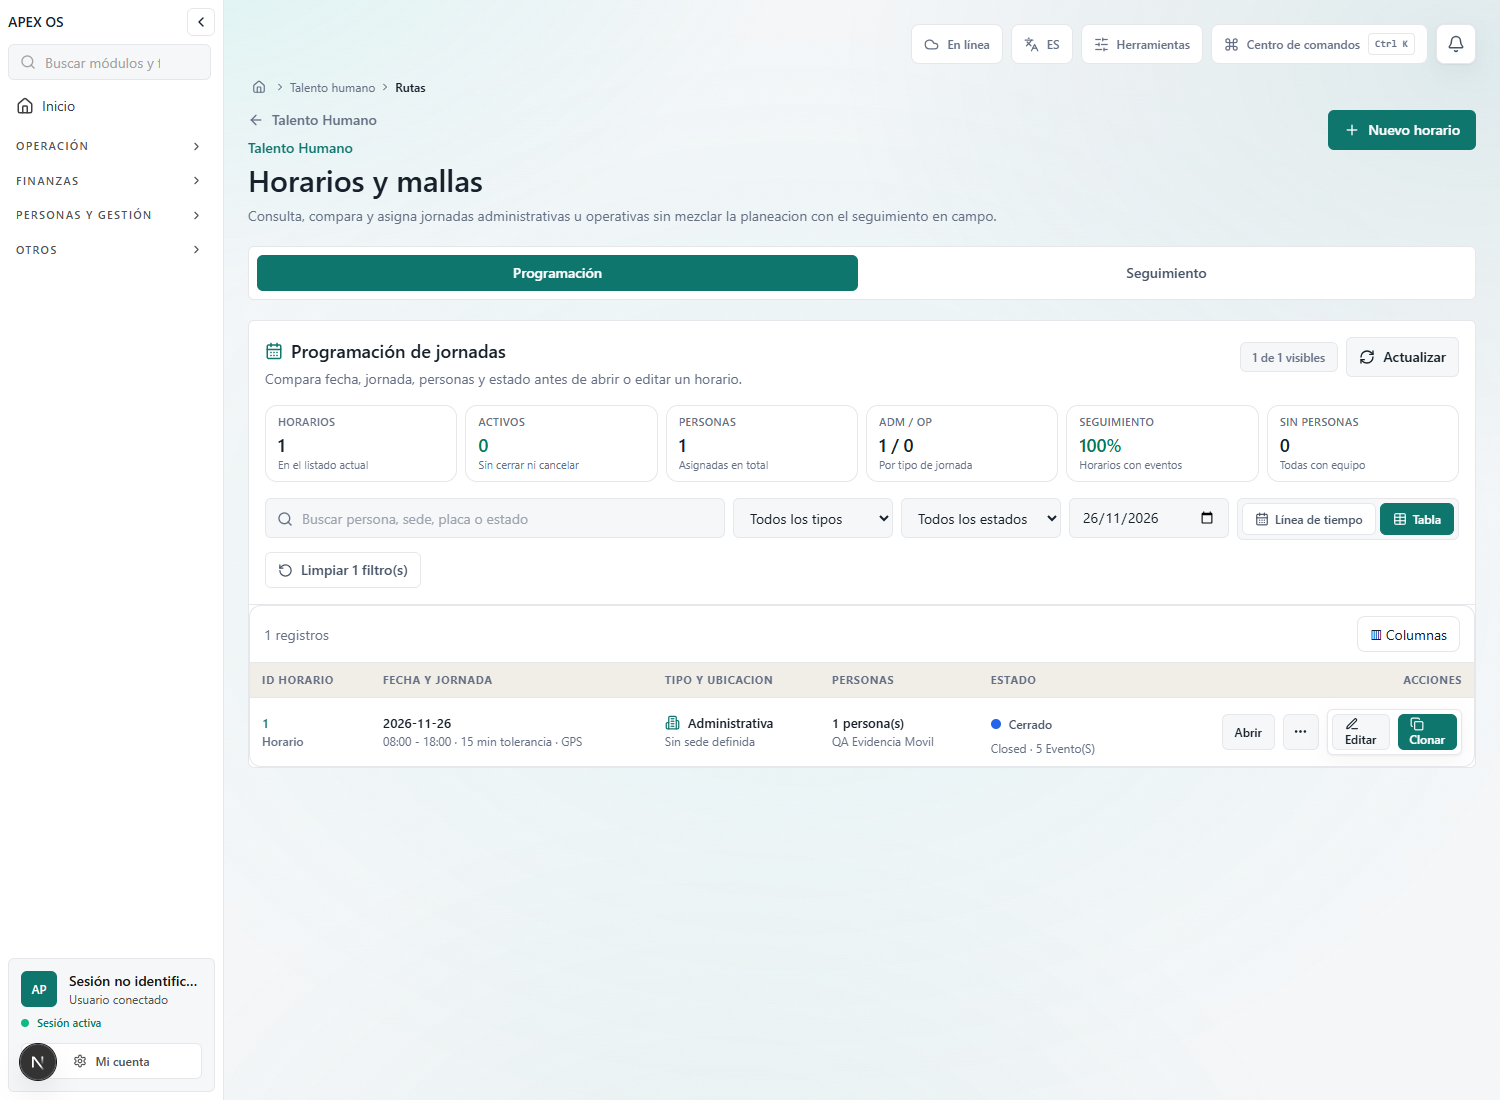 APEX OS
Buscar módulos y f
Inicio
OPERACIÓN
FINANZAS
PERSONAS Y GESTIÓN
OTROS
AP
Sesión no identific...
Usuario conectado
Sesión activa
N
Mi cuenta
En línea
ES
Herramientas
Centro de comandos
Ctrl K
Talento humano
Rutas
Talento Humano
Talento Humano
Nuevo horario
Horarios y mallas
Consulta, compara y asigna jornadas administrativas u operativas sin mezclar la planeacion con el seguimiento en campo.
Programación
Seguimiento
Programación de jornadas
Compara fecha, jornada, personas y estado antes de abrir o editar un horario.
1 de 1 visibles
Actualizar
HORARIOS
1
En el listado actual
ACTIVOS
0
Sin cerrar ni cancelar
PERSONAS
1
Asignadas en total
ADM / OP
1 / 0
Por tipo de jornada
SEGUIMIENTO
100%
Horarios con eventos
SIN PERSONAS
0
Todas con equipo
Buscar persona, sede, placa o estado
Todos los tipos
Todos los estados
26/11/2026
Línea de tiempo
Tabla
Limpiar 1 filtro(s)
1 registros
Columnas
ID HORARIO
FECHA Y JORNADA
TIPO Y UBICACION
PERSONAS
ESTADO
ACCIONES
1
Horario
2026-11-26
08:00 - 18:00 · 15 min tolerancia · GPS
Administrativa
Sin sede definida
1 persona(s)
QA Evidencia Movil
Cerrado
Closed · 5 Evento(S)
Abrir
...
Editar
Clonar